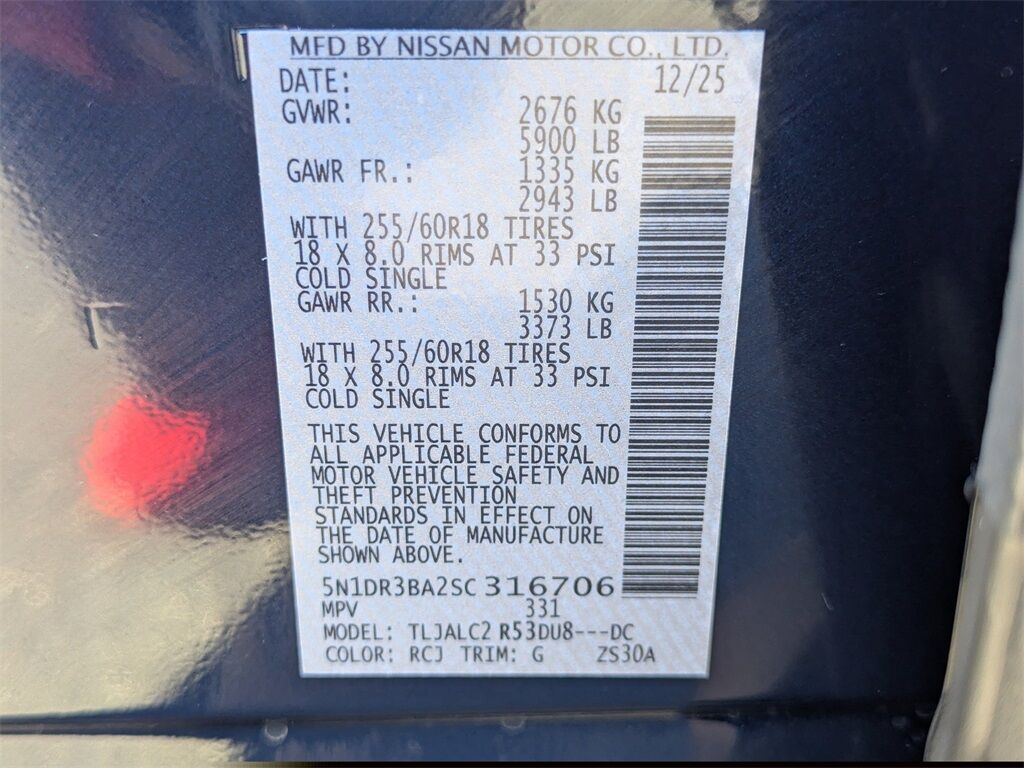 MFD BY NISSAN MOTOR CO., LTD.
DATE: 12/25
GVWR: 2676 KG
5900 LB
GAWR FR.: 1335 KG
2943 LB
WITH 255/60R18 TIRES
18 X 8.0 RIMS AT 33 PSI
COLD SINGLE
GAWR RR.: 1530 KG
3373 LB
WITH 255/60R18 TIRES
18 X 8.0 RIMS AT 33 PSI
COLD SINGLE
THIS VEHICLE CONFORMS TO
ALL APPLICABLE FEDERAL
MOTOR VEHICLE SAFETY AND
THEFT PREVENTION
STANDARDS IN EFFECT ON
THE DATE OF MANUFACTURE
SHOWN ABOVE.
5N1DR3BA2SC316706
MPV 331
MODEL: TLJALC2 R53DU8---DC
COLOR: RCJ TRIM: G ZS30A